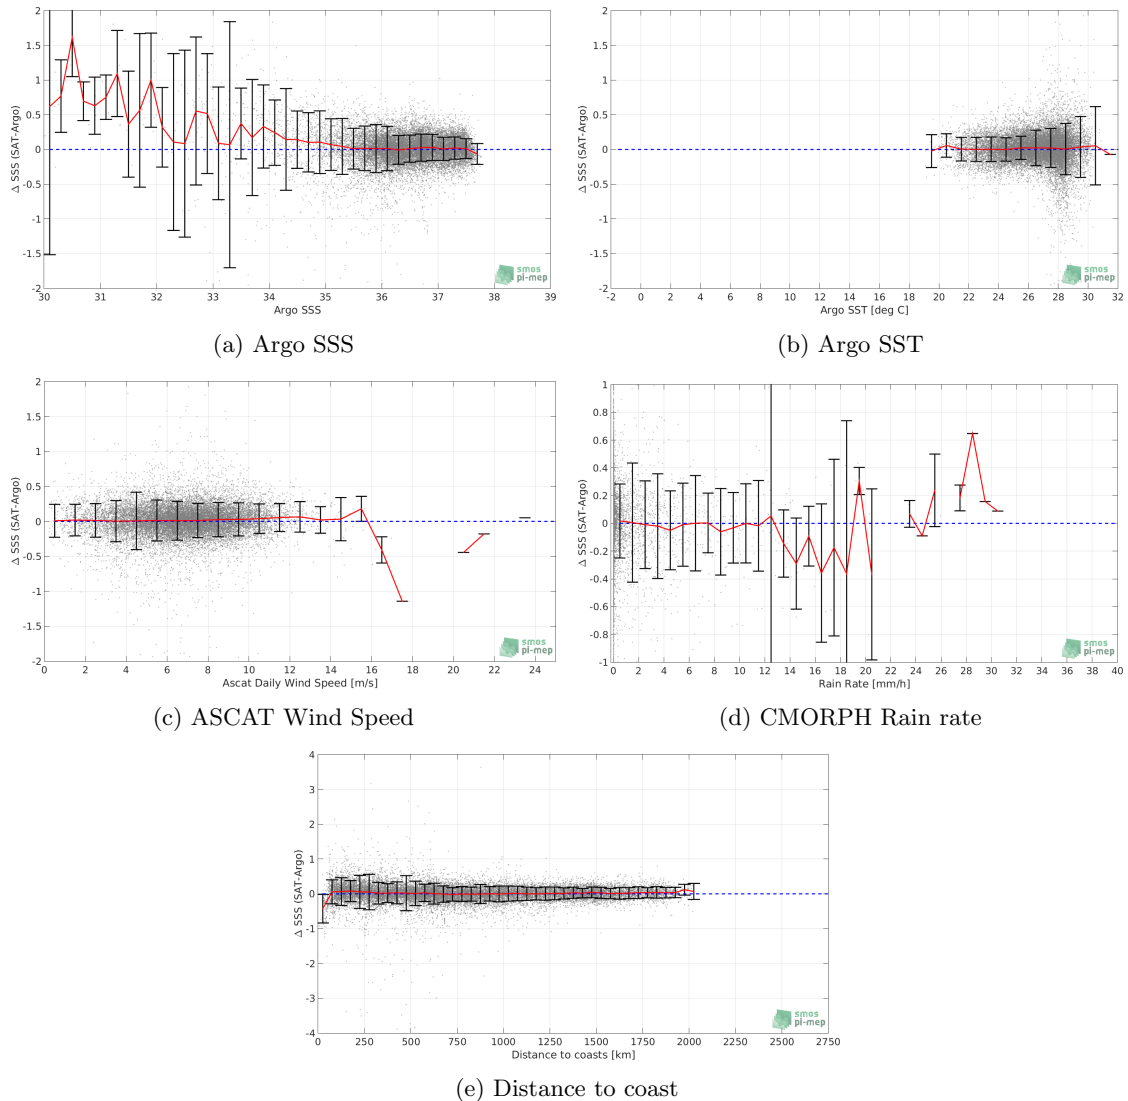 2
1.5
1
0.5
0
-0.5
-1
-1.5
-2
Δ SSS (SAT-Argo)
30 31 32 33 34 35 36 37 38 39
Argo SSS
smos
pi-mep
(a) Argo SSS
2
1.5
1
0.5
0
-0.5
-1
-1.5
-2
Δ SSS (SAT-Argo)
-2 0 2 4 6 8 10 12 14 16 18 20 22 24 26 28 30 32
Argo SST [deg C]
smos
pi-mep
(b) Argo SST
2
1.5
1
0.5
0
-0.5
-1
-1.5
-2
Δ SSS (SAT-Argo)
0 2 4 6 8 10 12 14 16 18 20 22 24
Ascat Daily Wind Speed [m/s]
smos
pi-mep
(c) ASCAT Wind Speed
1
0.8
0.6
0.4
0.2
0
-0.2
-0.4
-0.6
-0.8
-1
Δ SSS (SAT-Argo)
0 2 4 6 8 10 12 14 16 18 20 22 24 26 28 30 32 34 36 38 40
Rain Rate [mm/h]
smos
pi-mep
(d) CMORPH Rain rate
4
3
2
1
0
-1
-2
-3
-4
Δ SSS (SAT-Argo)
0 250 500 750 1000 1250 1500 1750 2000 2250 2500 2750
Distance to coasts [km]
smos
pi-mep
(e) Distance to coast